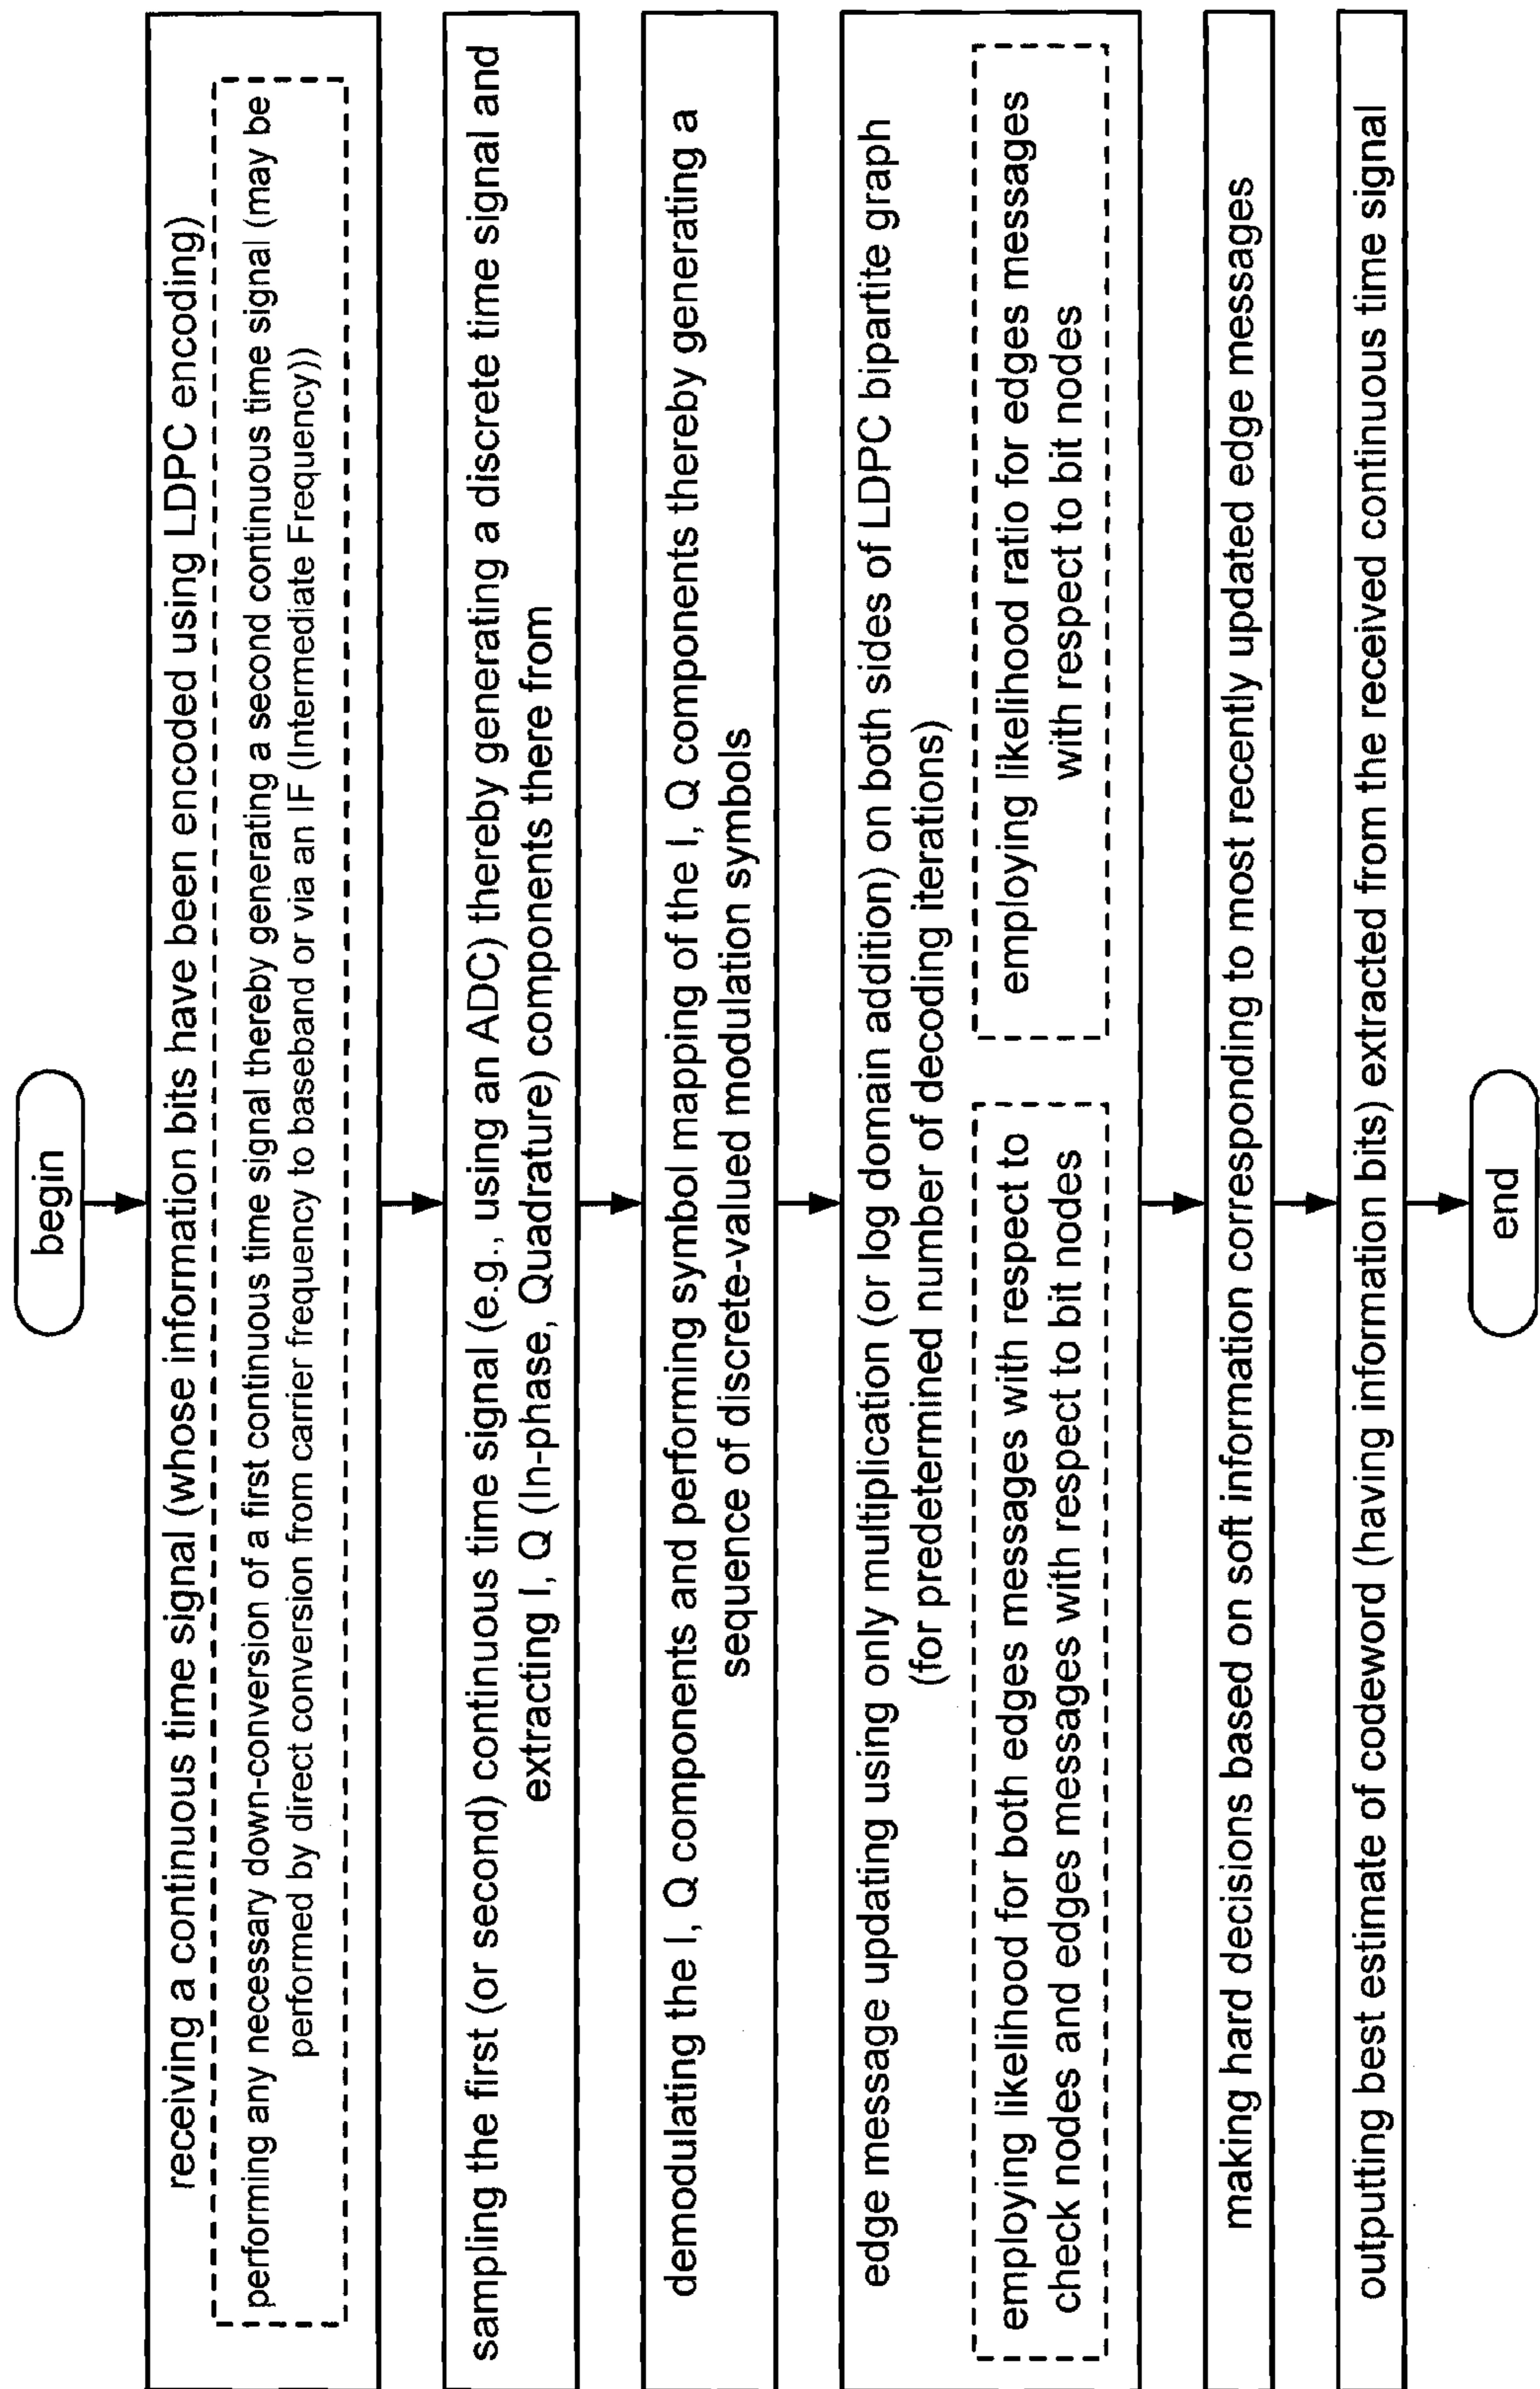 begin
receiving a continuous time signal (whose information bits have been encoded using LDPC encoding)
performing any necessary down-conversion of a first continuous time signal thereby generating a second continuous time signal (may be
performed by direct conversion from carrier frequency to baseband or via an IF (Intermediate Frequency))
sampling the first (or second) continuous time signal (e.g., using an ADC) thereby generating a discrete time signal and
extracting I, Q (In-phase, Quadrature) components there from
demodulating the I, Q components and performing symbol mapping of the I, Q components thereby generating a
sequence of discrete-valued modulation symbols
edge message updating using only multiplication (or log domain addition) on both sides of LDPC bipartite graph
(for predetermined number of decoding iterations)
employing likelihood for both edges messages with respect to
check nodes and edges messages with respect to bit nodes
employing likelihood ratio for edges messages
with respect to bit nodes
making hard decisions based on soft information corresponding to most recently updated edge messages
outputting best estimate of codeword (having information bits) extracted from the received continuous time signal
end